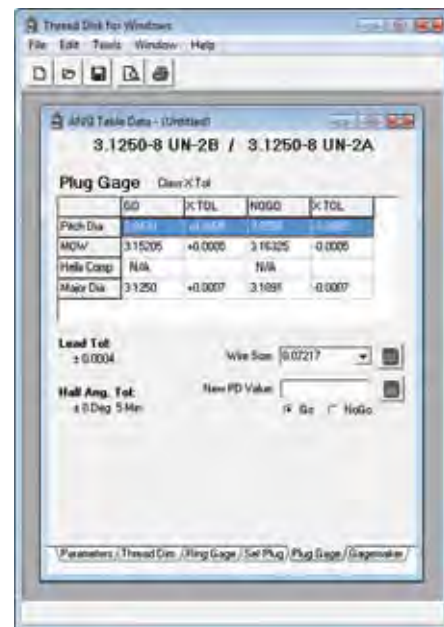 Thread Disk for Windows
File Edit Tools Window Help
ANSI Table Data - (Untitled)
3.1250-8 UN-2B / 3.1250-8 UN-2A
Plug Gage Class X Tol
GO X TOL NOGO X TOL
Pitch Dia
MOW 3.15205 +0.0005 3.16325 -0.0005
Helix Comp N/A N/A
Major Dia 3.1250 +0.0007 -0.0007
Lead Tol:
± 0.0004
Wire Size: 0.07217
Half Ang. Tol:
± 0 Deg 5 Min
New PD Value:
Go NoGo
Parameters Thread Dim Ring Gage Set Plug Plug Gage Gagemaker